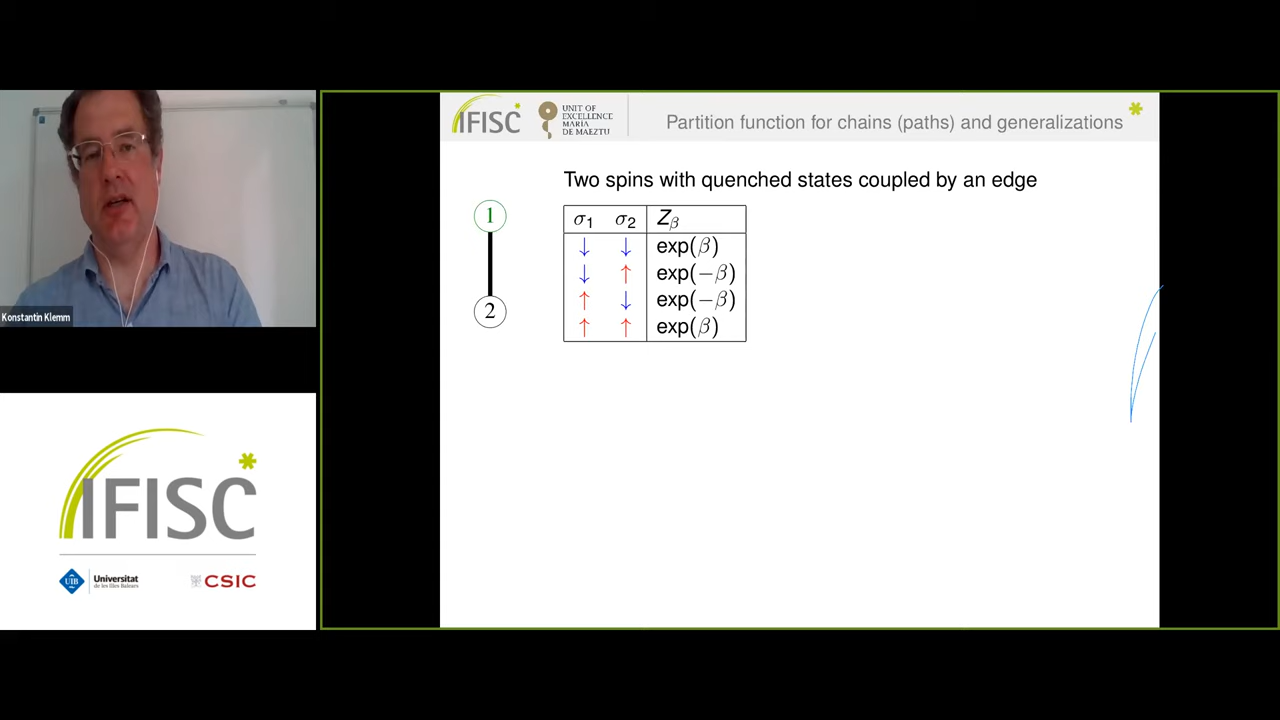 IFISC
UNIT OF
EXCELLENCE
MARÍA
DE MAEZTU
Partition function for chains (paths) and generalizations
Two spins with quenched states coupled by an edge
1
2
σ₁ σ₂ Z_β
↓ ↓ exp(β)
↓ ↑ exp(−β)
↑ ↓ exp(−β)
↑ ↑ exp(β)
Konstantin Klemm
IFISC
UIB
Universitat
de les Illes Balears
CSIC